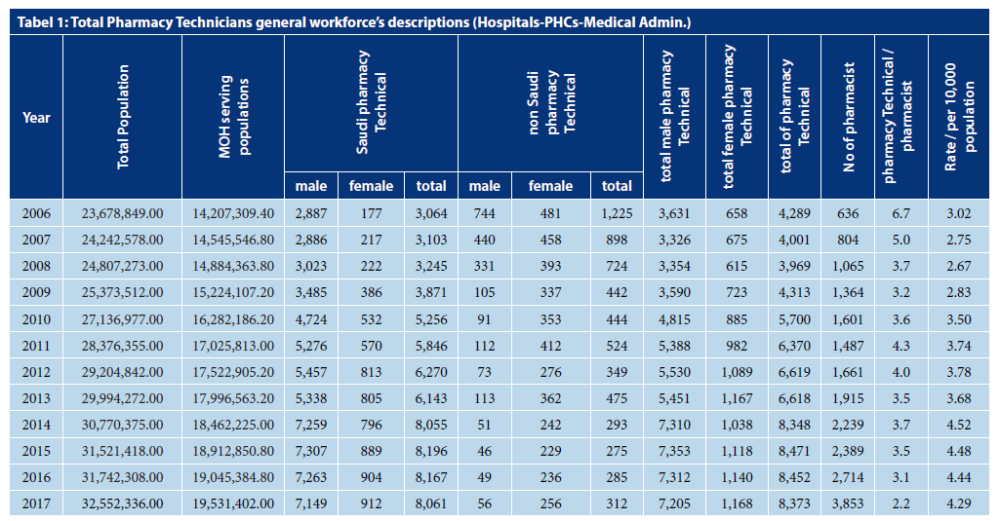 Tabel 1: Total Pharmacy Technicians general workforce's descriptions (Hospitals-PHCs-Medical Admin.)
Year
Total Population
MOH serving
populations
Saudi pharmacy
Technical
non Saudi
pharmacy
Technical
total male pharmacy
Technical
total female pharmacy
Technical
total of pharmacy
Technical
No of pharmacist
pharmacy Technical /
pharmacist
Rate / per 10,000
population
male female total male female total
2006 23,678,849.00 14,207,309.40 2,887 177 3,064 744 481 1,225 3,631 658 4,289 636 6.7 3.02
2007 24,242,578.00 14,545,546.80 2,886 217 3,103 440 458 898 3,326 675 4,001 804 5.0 2.75
2008 24,807,273.00 14,884,363.80 3,023 222 3,245 331 393 724 3,354 615 3,969 1,065 3.7 2.67
2009 25,373,512.00 15,224,107.20 3,485 386 3,871 105 337 442 3,590 723 4,313 1,364 3.2 2.83
2010 27,136,977.00 16,282,186.20 4,724 532 5,256 91 353 444 4,815 885 5,700 1,601 3.6 3.50
2011 28,376,355.00 17,025,813.00 5,276 570 5,846 112 412 524 5,388 982 6,370 1,487 4.3 3.74
2012 29,204,842.00 17,522,905.20 5,457 813 6,270 73 276 349 5,530 1,089 6,619 1,661 4.0 3.78
2013 29,994,272.00 17,996,563.20 5,338 805 6,143 113 362 475 5,451 1,167 6,618 1,915 3.5 3.68
2014 30,770,375.00 18,462,225.00 7,259 796 8,055 51 242 293 7,310 1,038 8,348 2,239 3.7 4.52
2015 31,521,418.00 18,912,850.80 7,307 889 8,196 46 229 275 7,353 1,118 8,471 2,389 3.5 4.48
2016 31,742,308.00 19,045,384.80 7,263 904 8,167 49 236 285 7,312 1,140 8,452 2,714 3.1 4.44
2017 32,552,336.00 19,531,402.00 7,149 912 8,061 56 256 312 7,205 1,168 8,373 3,853 2.2 4.29